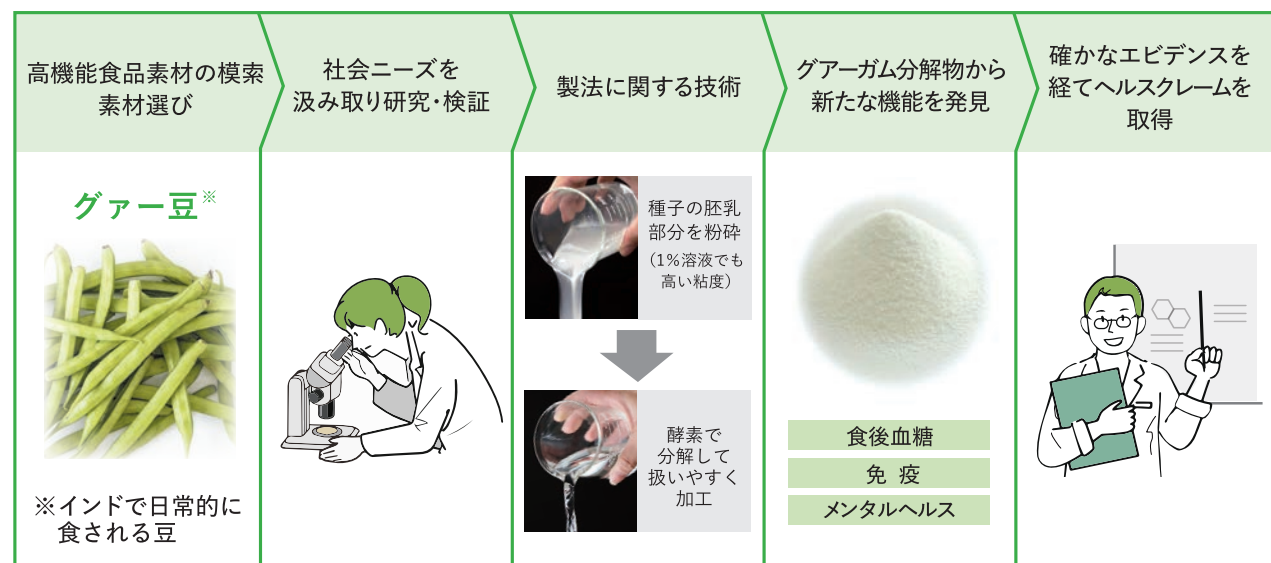 高機能食品素材の模索
素材選び
社会ニーズを
汲み取り研究・検証
製法に関する技術
グアーガム分解物から
新たな機能を発見
確かなエビデンスを
経てヘルスクレームを
取得
グァー豆※
※インドで日常的に
食される豆
種子の胚乳
部分を粉砕
（1%溶液でも
高い粘度）
酵素で
分解して
扱いやすく
加工
食後血糖
免 疫
メンタルヘルス